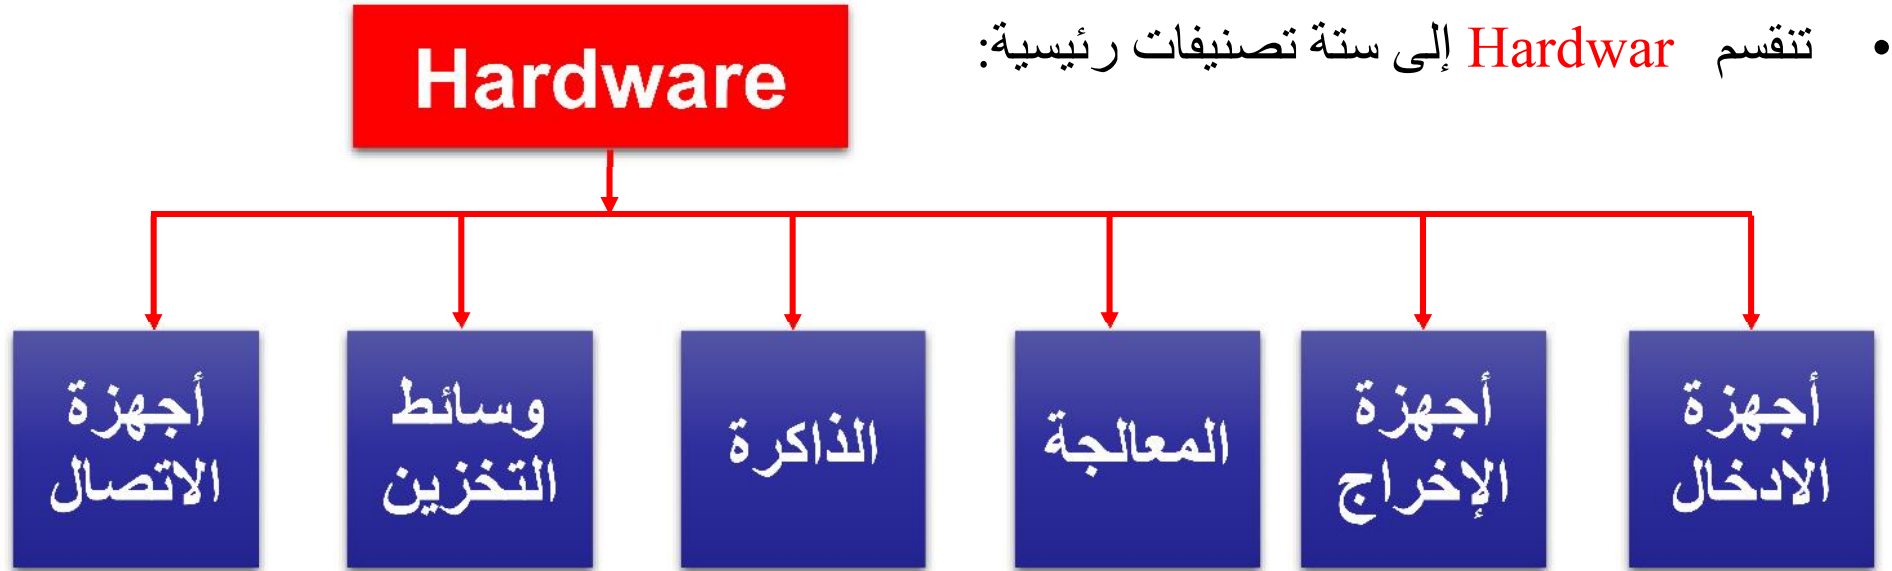 • تنقسم Hardwar إلى ستة تصنيفات رئيسية:
Hardware
أجهزة
الادخال
أجهزة
الإخراج
المعالجة
الذاكرة
وسائط
التخزين
أجهزة
الاتصال